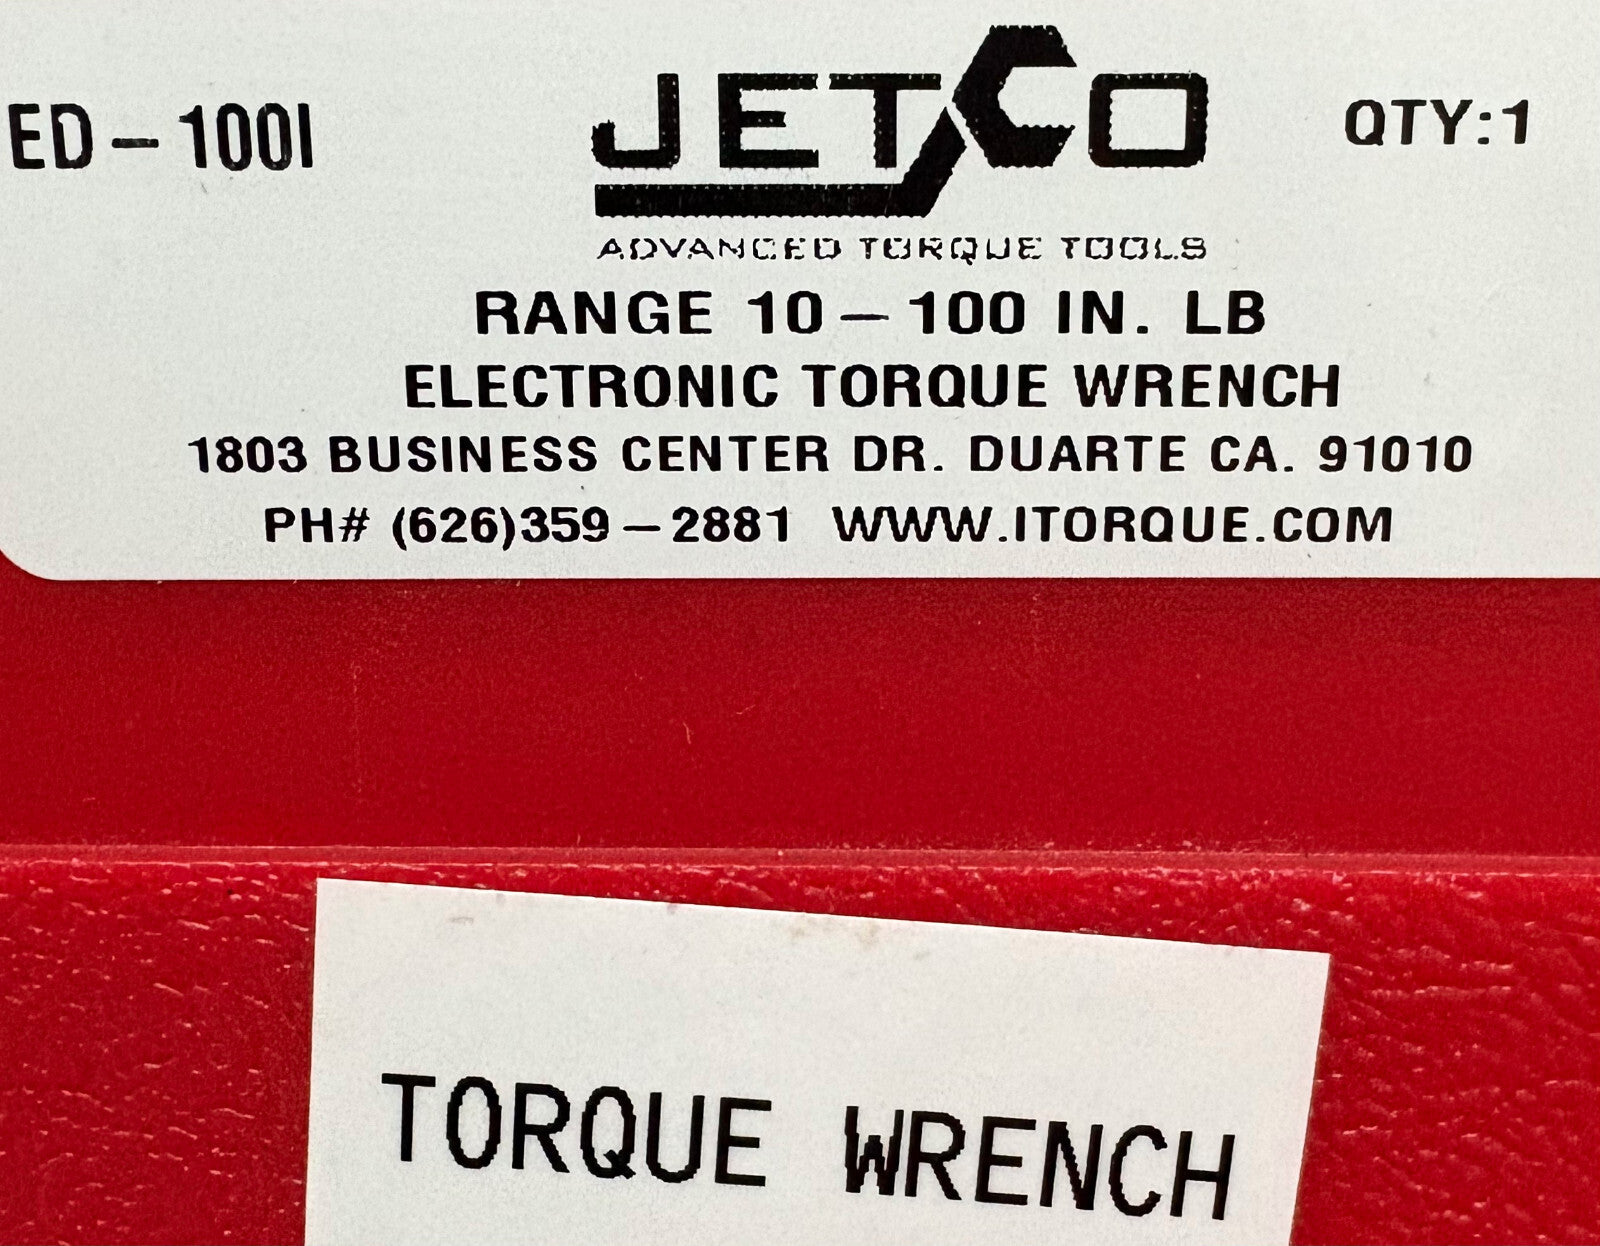 ED-100I
JETCO
QTY:1
ADVANCED TORQUE TOOLS
RANGE 10-100 IN. LB
ELECTRONIC TORQUE WRENCH
1803 BUSINESS CENTER DR. DUARTE CA. 91010
PH# (626)359-2881 WWW.ITORQUE.COM
TORQUE WRENCH